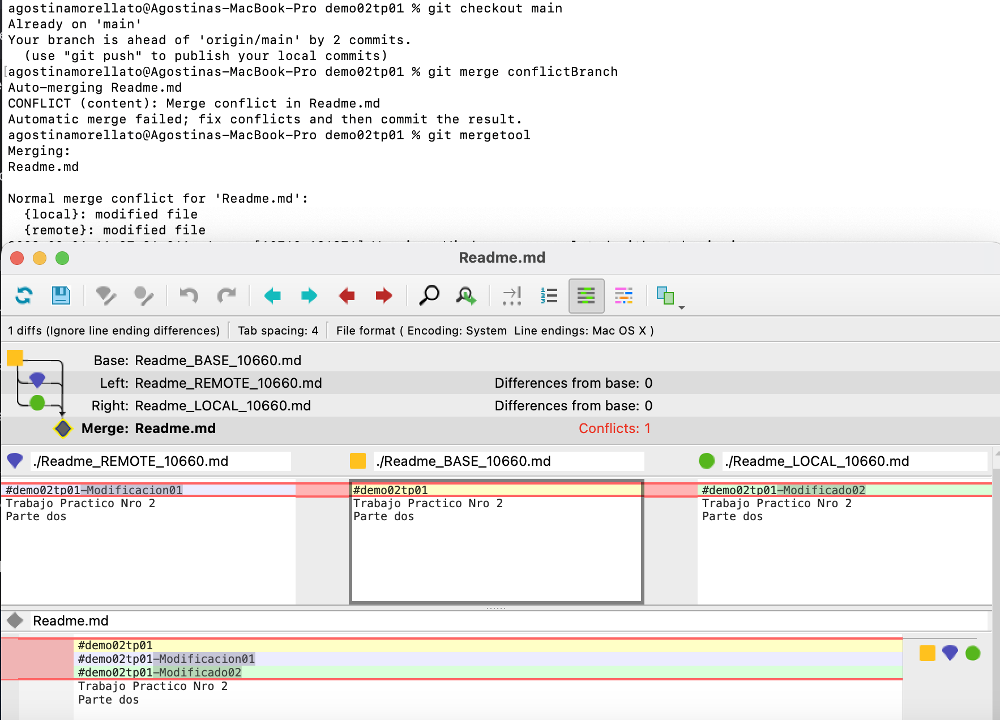 agostinamorellato@Agostinas-MacBook-Pro demo02tp01 % git checkout main
Already on 'main'
Your branch is ahead of 'origin/main' by 2 commits.
  (use "git push" to publish your local commits)
[agostinamorellato@Agostinas-MacBook-Pro demo02tp01 % git merge conflictBranch
Auto-merging Readme.md
CONFLICT (content): Merge conflict in Readme.md
Automatic merge failed; fix conflicts and then commit the result.
agostinamorellato@Agostinas-MacBook-Pro demo02tp01 % git mergetool
Merging:
Readme.md
Normal merge conflict for 'Readme.md':
  {local}: modified file
  {remote}: modified file
Readme.md
1 diffs (Ignore line ending differences) Tab spacing: 4 File format ( Encoding: System Line endings: Mac OS X )
Base: Readme_BASE_10660.md
Left: Readme_REMOTE_10660.md Differences from base: 0
Right: Readme_LOCAL_10660.md Differences from base: 0
Merge: Readme.md Conflicts: 1
./Readme_REMOTE_10660.md ./Readme_BASE_10660.md ./Readme_LOCAL_10660.md
#demo02tp01-Modificacion01 #demo02tp01 #demo02tp01-Modificado02
Trabajo Practico Nro 2 Trabajo Practico Nro 2 Trabajo Practico Nro 2
Parte dos Parte dos Parte dos
Readme.md
#demo02tp01
#demo02tp01-Modificacion01
#demo02tp01-Modificado02
Trabajo Practico Nro 2
Parte dos